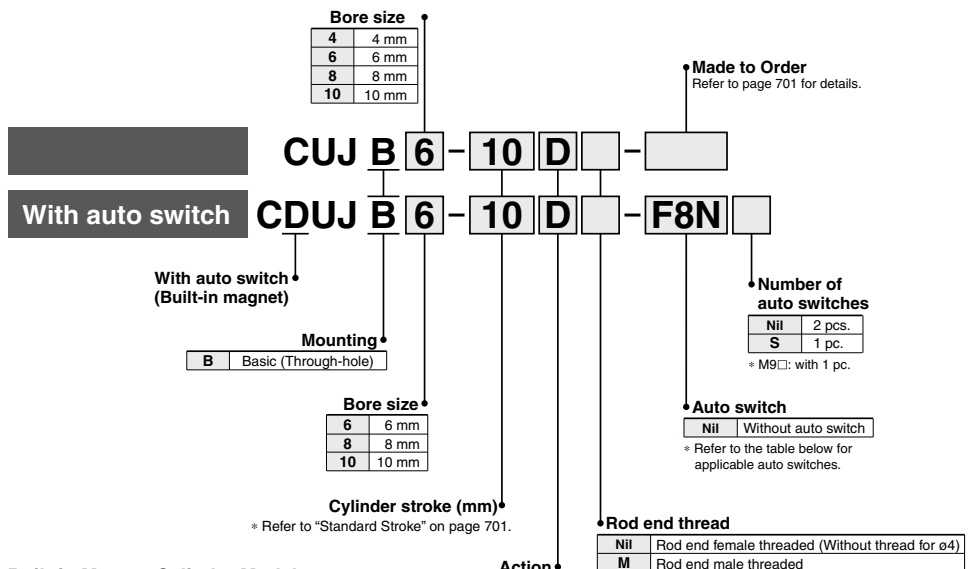 Bore size
4 4 mm
6 6 mm
8 8 mm
10 10 mm
Made to Order
Refer to page 701 for details.
CUJ B 6 – 10 D –
With auto switch CDUJ B 6 – 10 D – F8N
With auto switch
(Built-in magnet)
Number of
auto switches
Nil 2 pcs.
S 1 pc.
* M9□: with 1 pc.
Mounting
B Basic (Through-hole)
Bore size
6 6 mm
8 8 mm
10 10 mm
Auto switch
Nil Without auto switch
* Refer to the table below for
applicable auto switches.
Cylinder stroke (mm)
* Refer to “Standard Stroke” on page 701.
Rod end thread
Nil Rod end female threaded (Without thread for ø4)
M Rod end male threaded
Action